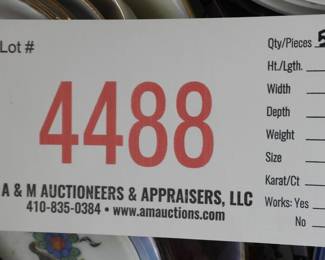 Lot #
4488
A & M AUCTIONEERS & APPRAISERS, LLC
410-835-0384 • www.amauctions.com
Qty/Pieces
Ht./Lgth.
Width
Depth
Weight
Size
Karat/Ct
Works: Yes
No